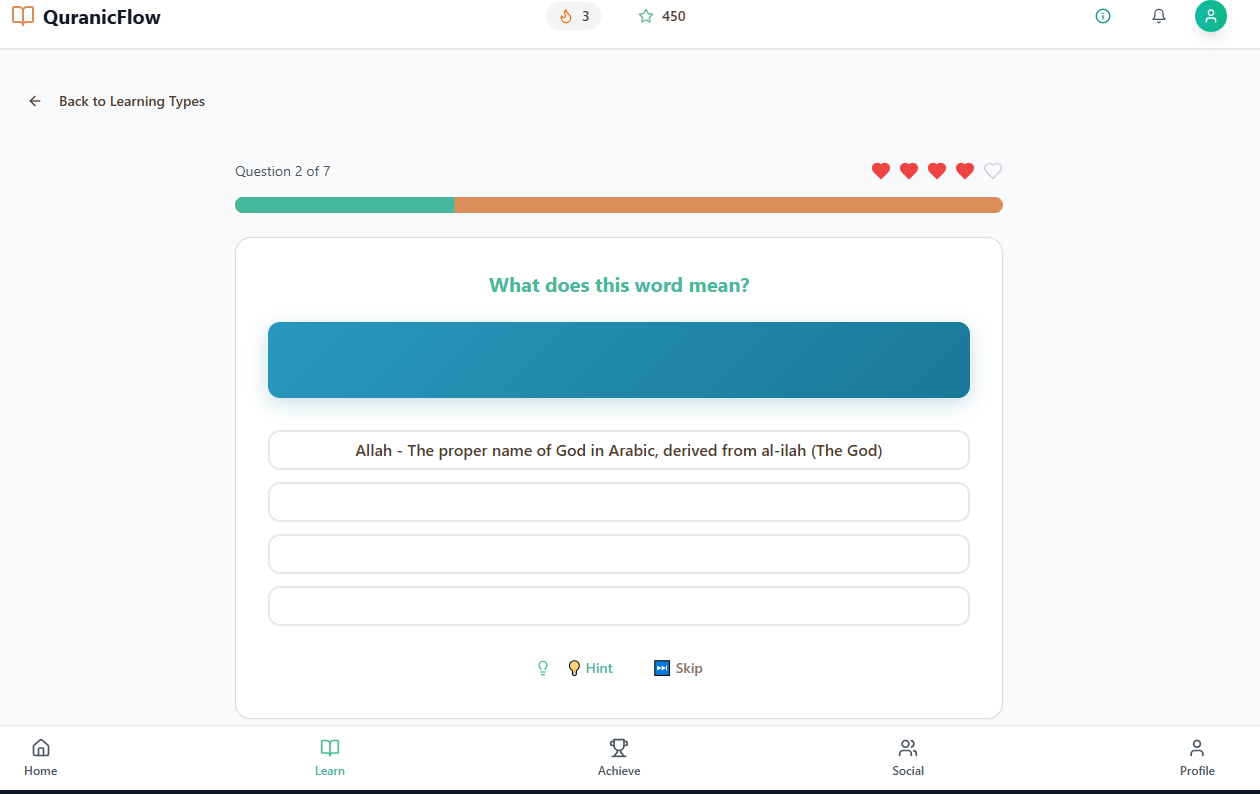 QuranicFlow
3
450
Back to Learning Types
Question 2 of 7
What does this word mean?
Allah - The proper name of God in Arabic, derived from al-ilah (The God)
Hint
Skip
Home
Learn
Achieve
Social
Profile